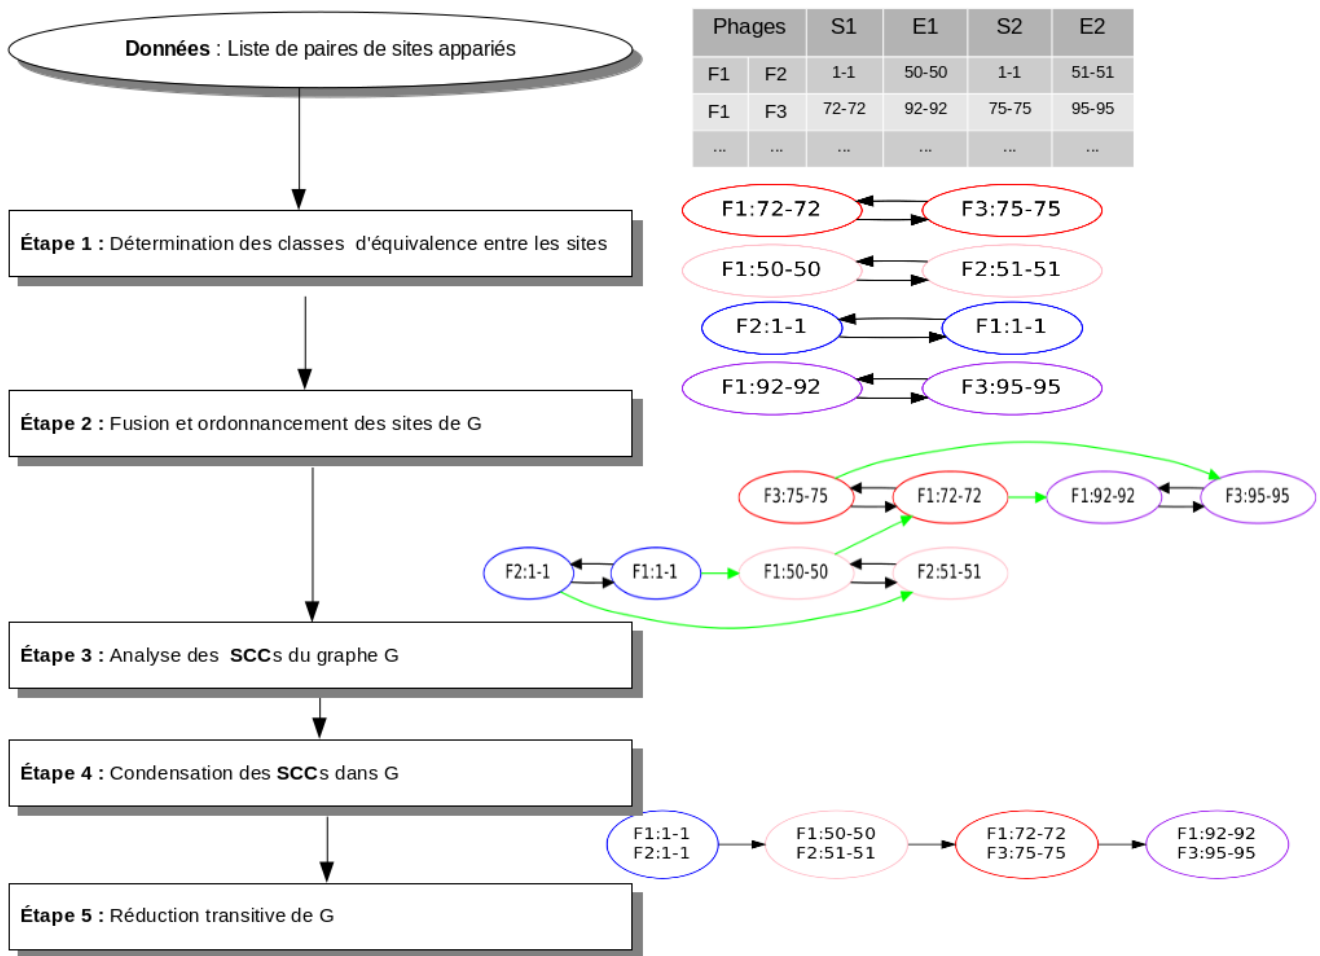 Données : Liste de paires de sites appariés
Phages S1 E1 S2 E2
F1 F2 1-1 50-50 1-1 51-51
F1 F3 72-72 92-92 75-75 95-95
... ... ... ... ... ...
Étape 1 : Détermination des classes d'équivalence entre les sites
F1:72-72 F3:75-75
F1:50-50 F2:51-51
F2:1-1 F1:1-1
F1:92-92 F3:95-95
Étape 2 : Fusion et ordonnancement des sites de G
F3:75-75 F1:72-72 F1:92-92 F3:95-95
F2:1-1 F1:1-1 F1:50-50 F2:51-51
Étape 3 : Analyse des SCCs du graphe G
Étape 4 : Condensation des SCCs dans G
F1:1-1 F1:50-50 F1:72-72 F1:92-92
F2:1-1 F2:51-51 F3:75-75 F3:95-95
Étape 5 : Réduction transitive de G